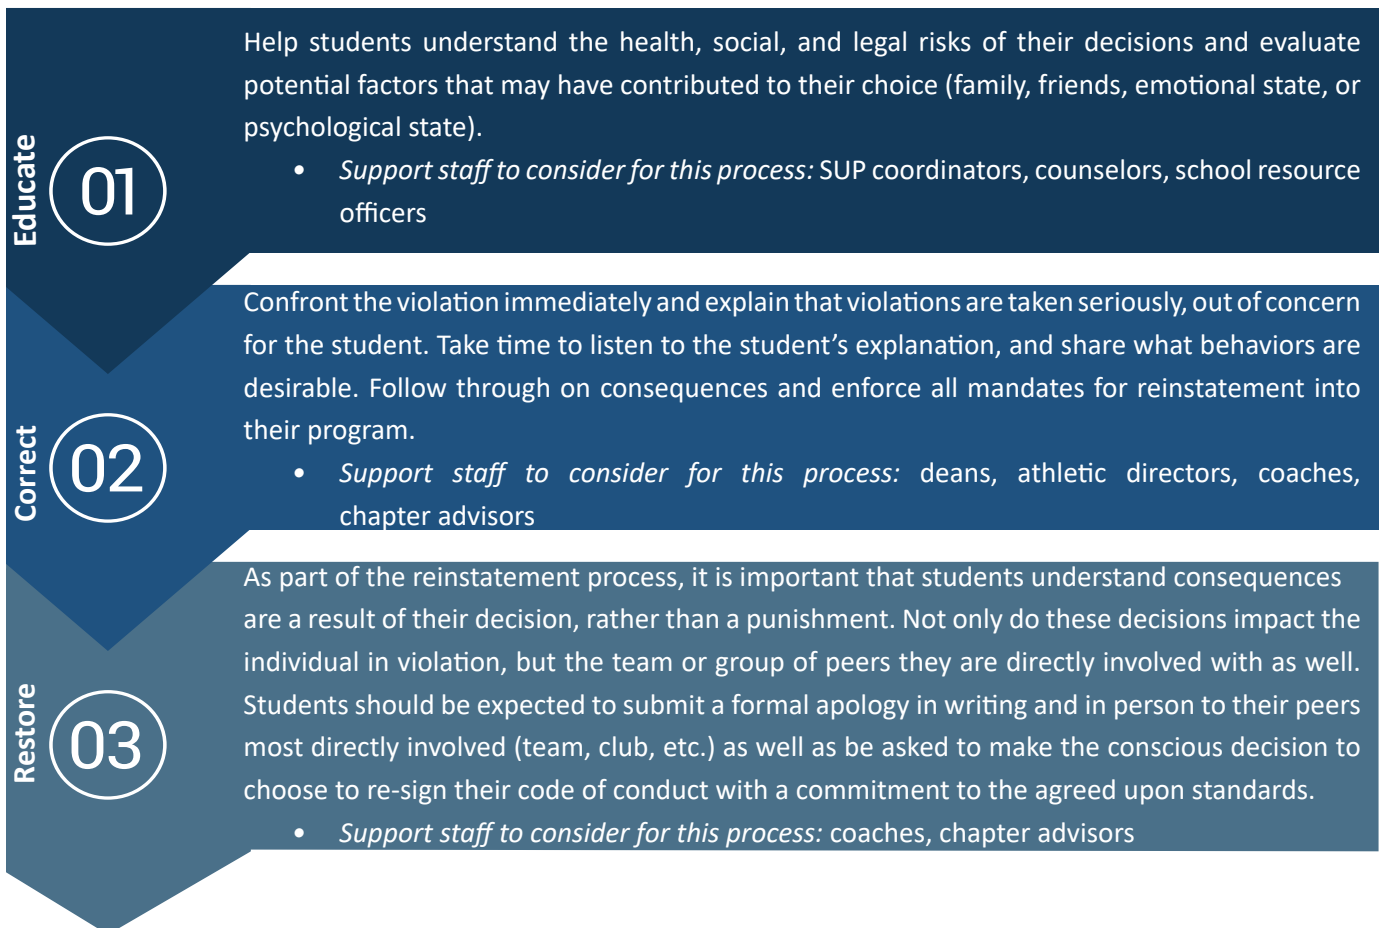 Educate
01
Help students understand the health, social, and legal risks of their decisions and evaluate
potential factors that may have contributed to their choice (family, friends, emotional state, or
psychological state).
• Support staff to consider for this process: SUP coordinators, counselors, school resource
officers
Correct
02
Confront the violation immediately and explain that violations are taken seriously, out of concern
for the student. Take time to listen to the student's explanation, and share what behaviors are
desirable. Follow through on consequences and enforce all mandates for reinstatement into
their program.
• Support staff to consider for this process: deans, athletic directors, coaches,
chapter advisors
Restore
03
As part of the reinstatement process, it is important that students understand consequences
are a result of their decision, rather than a punishment. Not only do these decisions impact the
individual in violation, but the team or group of peers they are directly involved with as well.
Students should be expected to submit a formal apology in writing and in person to their peers
most directly involved (team, club, etc.) as well as be asked to make the conscious decision to
choose to re-sign their code of conduct with a commitment to the agreed upon standards.
• Support staff to consider for this process: coaches, chapter advisors